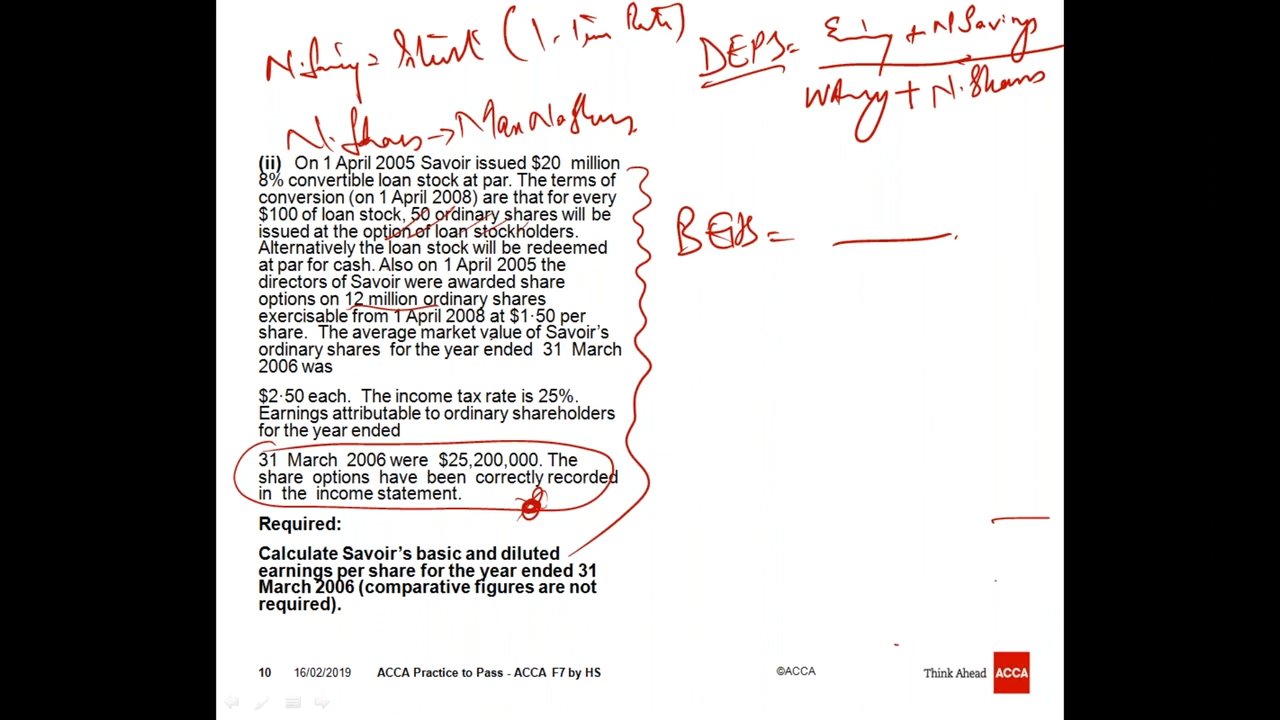 (1 - Rate)
DEPS = Earning + N Savings
WAvg + N. Shares
N. Shares → Max No Shares
(ii) On 1 April 2005 Savoir issued $20 million
8% convertible loan stock at par. The terms of
conversion (on 1 April 2008) are that for every
$100 of loan stock, 50 ordinary shares will be
issued at the option of loan stockholders.
Alternatively the loan stock will be redeemed
at par for cash. Also on 1 April 2005 the
directors of Savoir were awarded share
options on 12 million ordinary shares
exercisable from 1 April 2008 at $1·50 per
share. The average market value of Savoir's
ordinary shares for the year ended 31 March
2006 was
$2·50 each. The income tax rate is 25%.
Earnings attributable to ordinary shareholders
for the year ended
31 March 2006 were $25,200,000. The
share options have been correctly recorded
in the income statement.
BEPS =
Required:
Calculate Savoir's basic and diluted
earnings per share for the year ended 31
March 2006 (comparative figures are not
required).
10 16/02/2019 ACCA Practice to Pass - ACCA F7 by HS ©ACCA Think Ahead ACCA